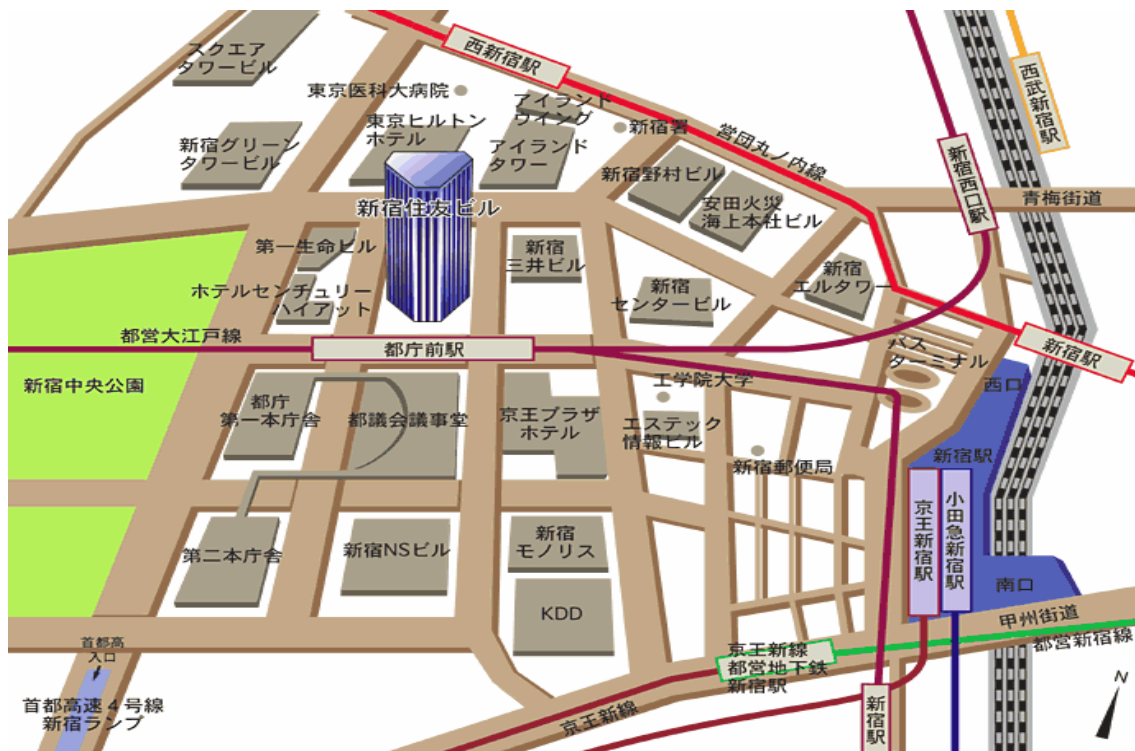 スクエア
タワービル
西新宿駅
西武新宿駅
東京医科大病院
アイランド
ウイング
新宿署
営団丸ノ内線
新宿グリーン
タワービル
東京ヒルトン
ホテル
アイランド
タワー
新宿野村ビル
新宿西口駅
安田火災
海上本社ビル
青梅街道
新宿住友ビル
第一生命ビル
新宿
三井ビル
新宿
エルタワー
ホテルセンチュリー
ハイアット
新宿
センタービル
都営大江戸線
都庁前駅
バス
ターミナル
新宿駅
新宿中央公園
工学院大学
西口
都庁
第一本庁舎
都議会議事堂
京王プラザ
ホテル
エステック
情報ビル
新宿郵便局
新宿駅
京王新宿駅
小田急新宿駅
第二本庁舎
新宿NSビル
新宿
モノリス
南口
KDD
甲州街道
都営新宿線
首都高
入口
京王新線
都営地下鉄
新宿駅
首都高速4号線
新宿ランプ
京王新線
新宿駅
N